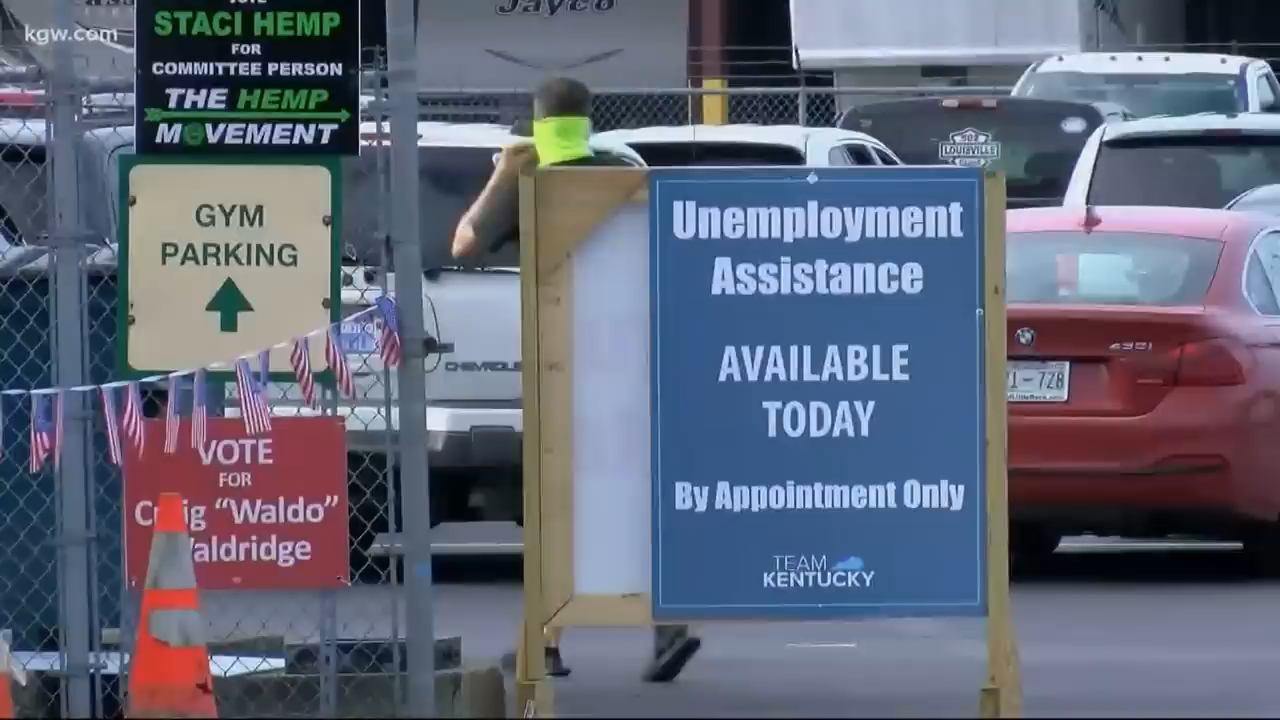 kgw.com
Jayco
STACI HEMP
FOR
COMMITTEE PERSON
THE HEMP
MOVEMENT
GYM
PARKING
VOTE
FOR
"Waldo"
Unemployment
Assistance
AVAILABLE
TODAY
By Appointment Only
TEAM
KENTUCKY
LOUISVILLE
CHEVROLET